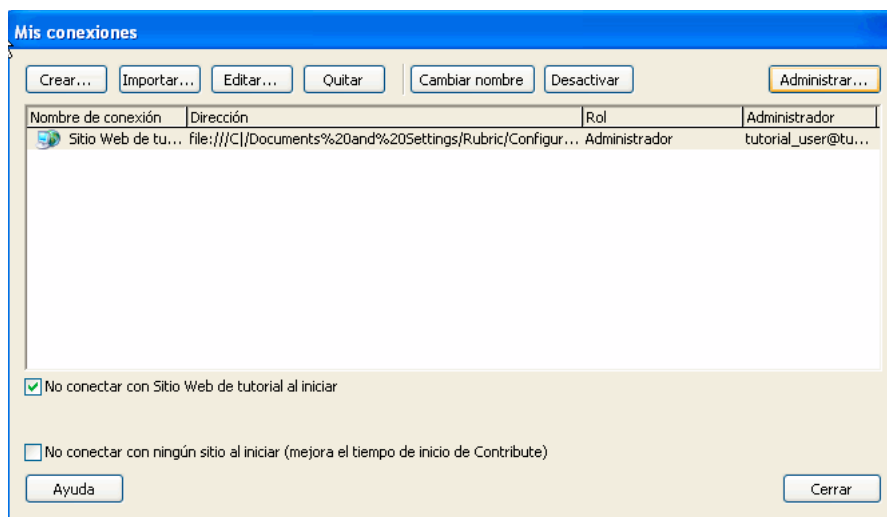 Mis conexiones
Crear... Importar... Editar... Quitar Cambiar nombre Desactivar Administrar...
Nombre de conexión Dirección Rol Administrador
Sitio Web de tu... file:///C|/Documents%20and%20Settings/Rubric/Configur... Administrador tutorial_user@tu...
No conectar con Sitio Web de tutorial al iniciar
No conectar con ningún sitio al iniciar (mejora el tiempo de inicio de Contribute)
Ayuda Cerrar